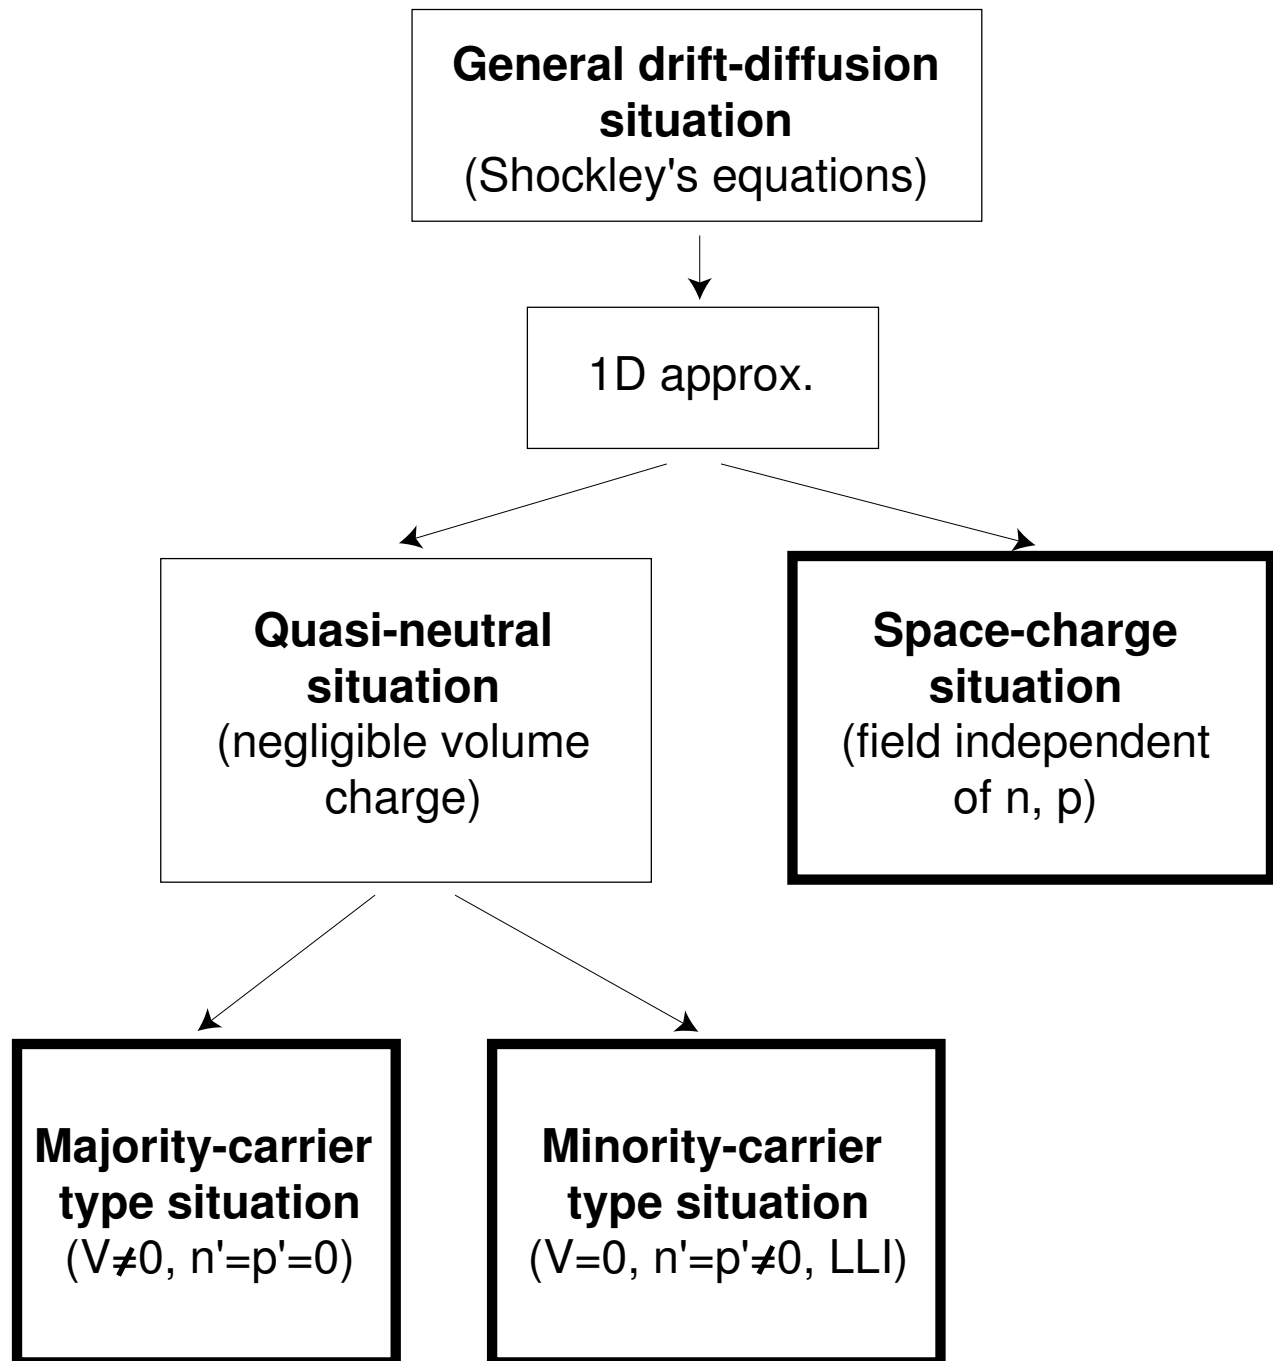 General drift-diffusion
situation
(Shockley's equations)
1D approx.
Quasi-neutral
situation
(negligible volume
charge)
Space-charge
situation
(field independent
of n, p)
Majority-carrier
type situation
(V≠0, n'=p'=0)
Minority-carrier
type situation
(V=0, n'=p'≠0, LLI)